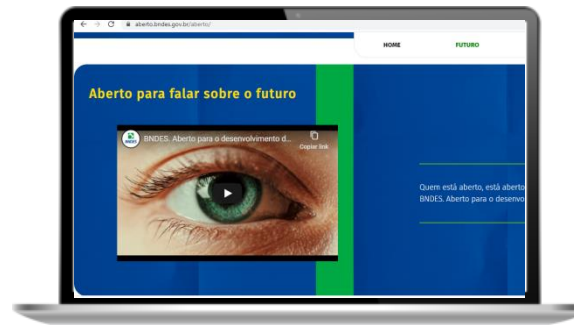 aberto.bndes.gov.br/aberto/
HOME
FUTURO
Aberto para falar sobre o futuro
BNDES
BNDES. Aberto para o desenvolvimento d...
Copiar link
Quem está aberto, está aberto
BNDES. Aberto para o desenvo